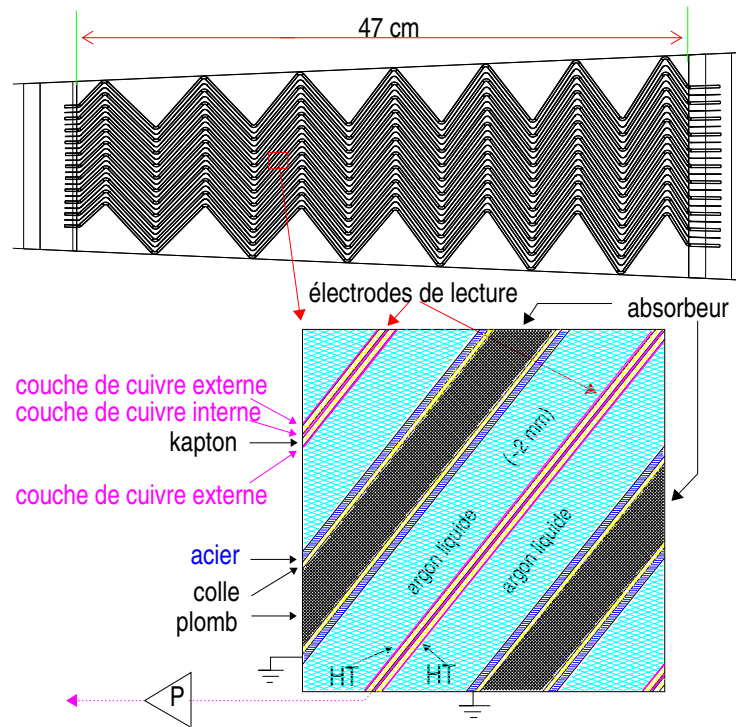 47 cm
électrodes de lecture
absorbeur
couche de cuivre externe
couche de cuivre interne
kapton
couche de cuivre externe
(~2 mm)
argon liquide
argon liquide
acier
colle
plomb
HT
HT
P